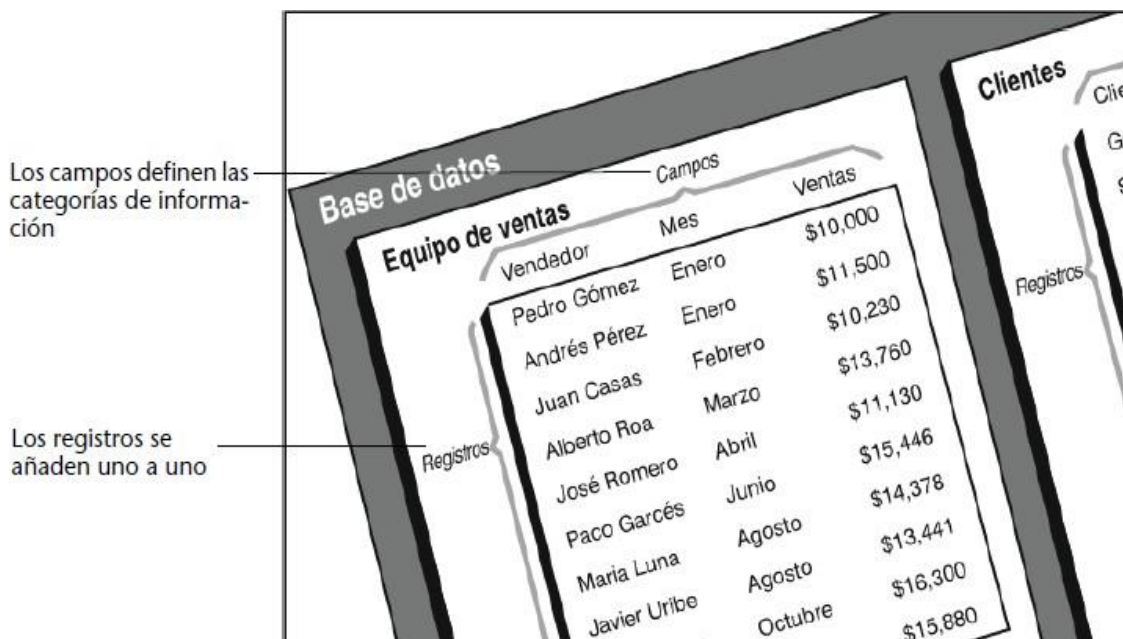 Los campos definen las
categorías de informa-
ción
Los registros se
añaden uno a uno
Base de datos
Equipo de ventas
Campos
Vendedor Mes Ventas
Registros
Pedro Gómez Enero $10,000
Andrés Pérez Enero $11,500
Juan Casas Febrero $10,230
Alberto Roa Marzo $13,760
José Romero Abril $11,130
Paco Garcés Junio $15,446
Maria Luna Agosto $14,378
Javier Uribe Agosto $13,441
Octubre $16,300
$15,880
Clientes
Clie
Registros
G